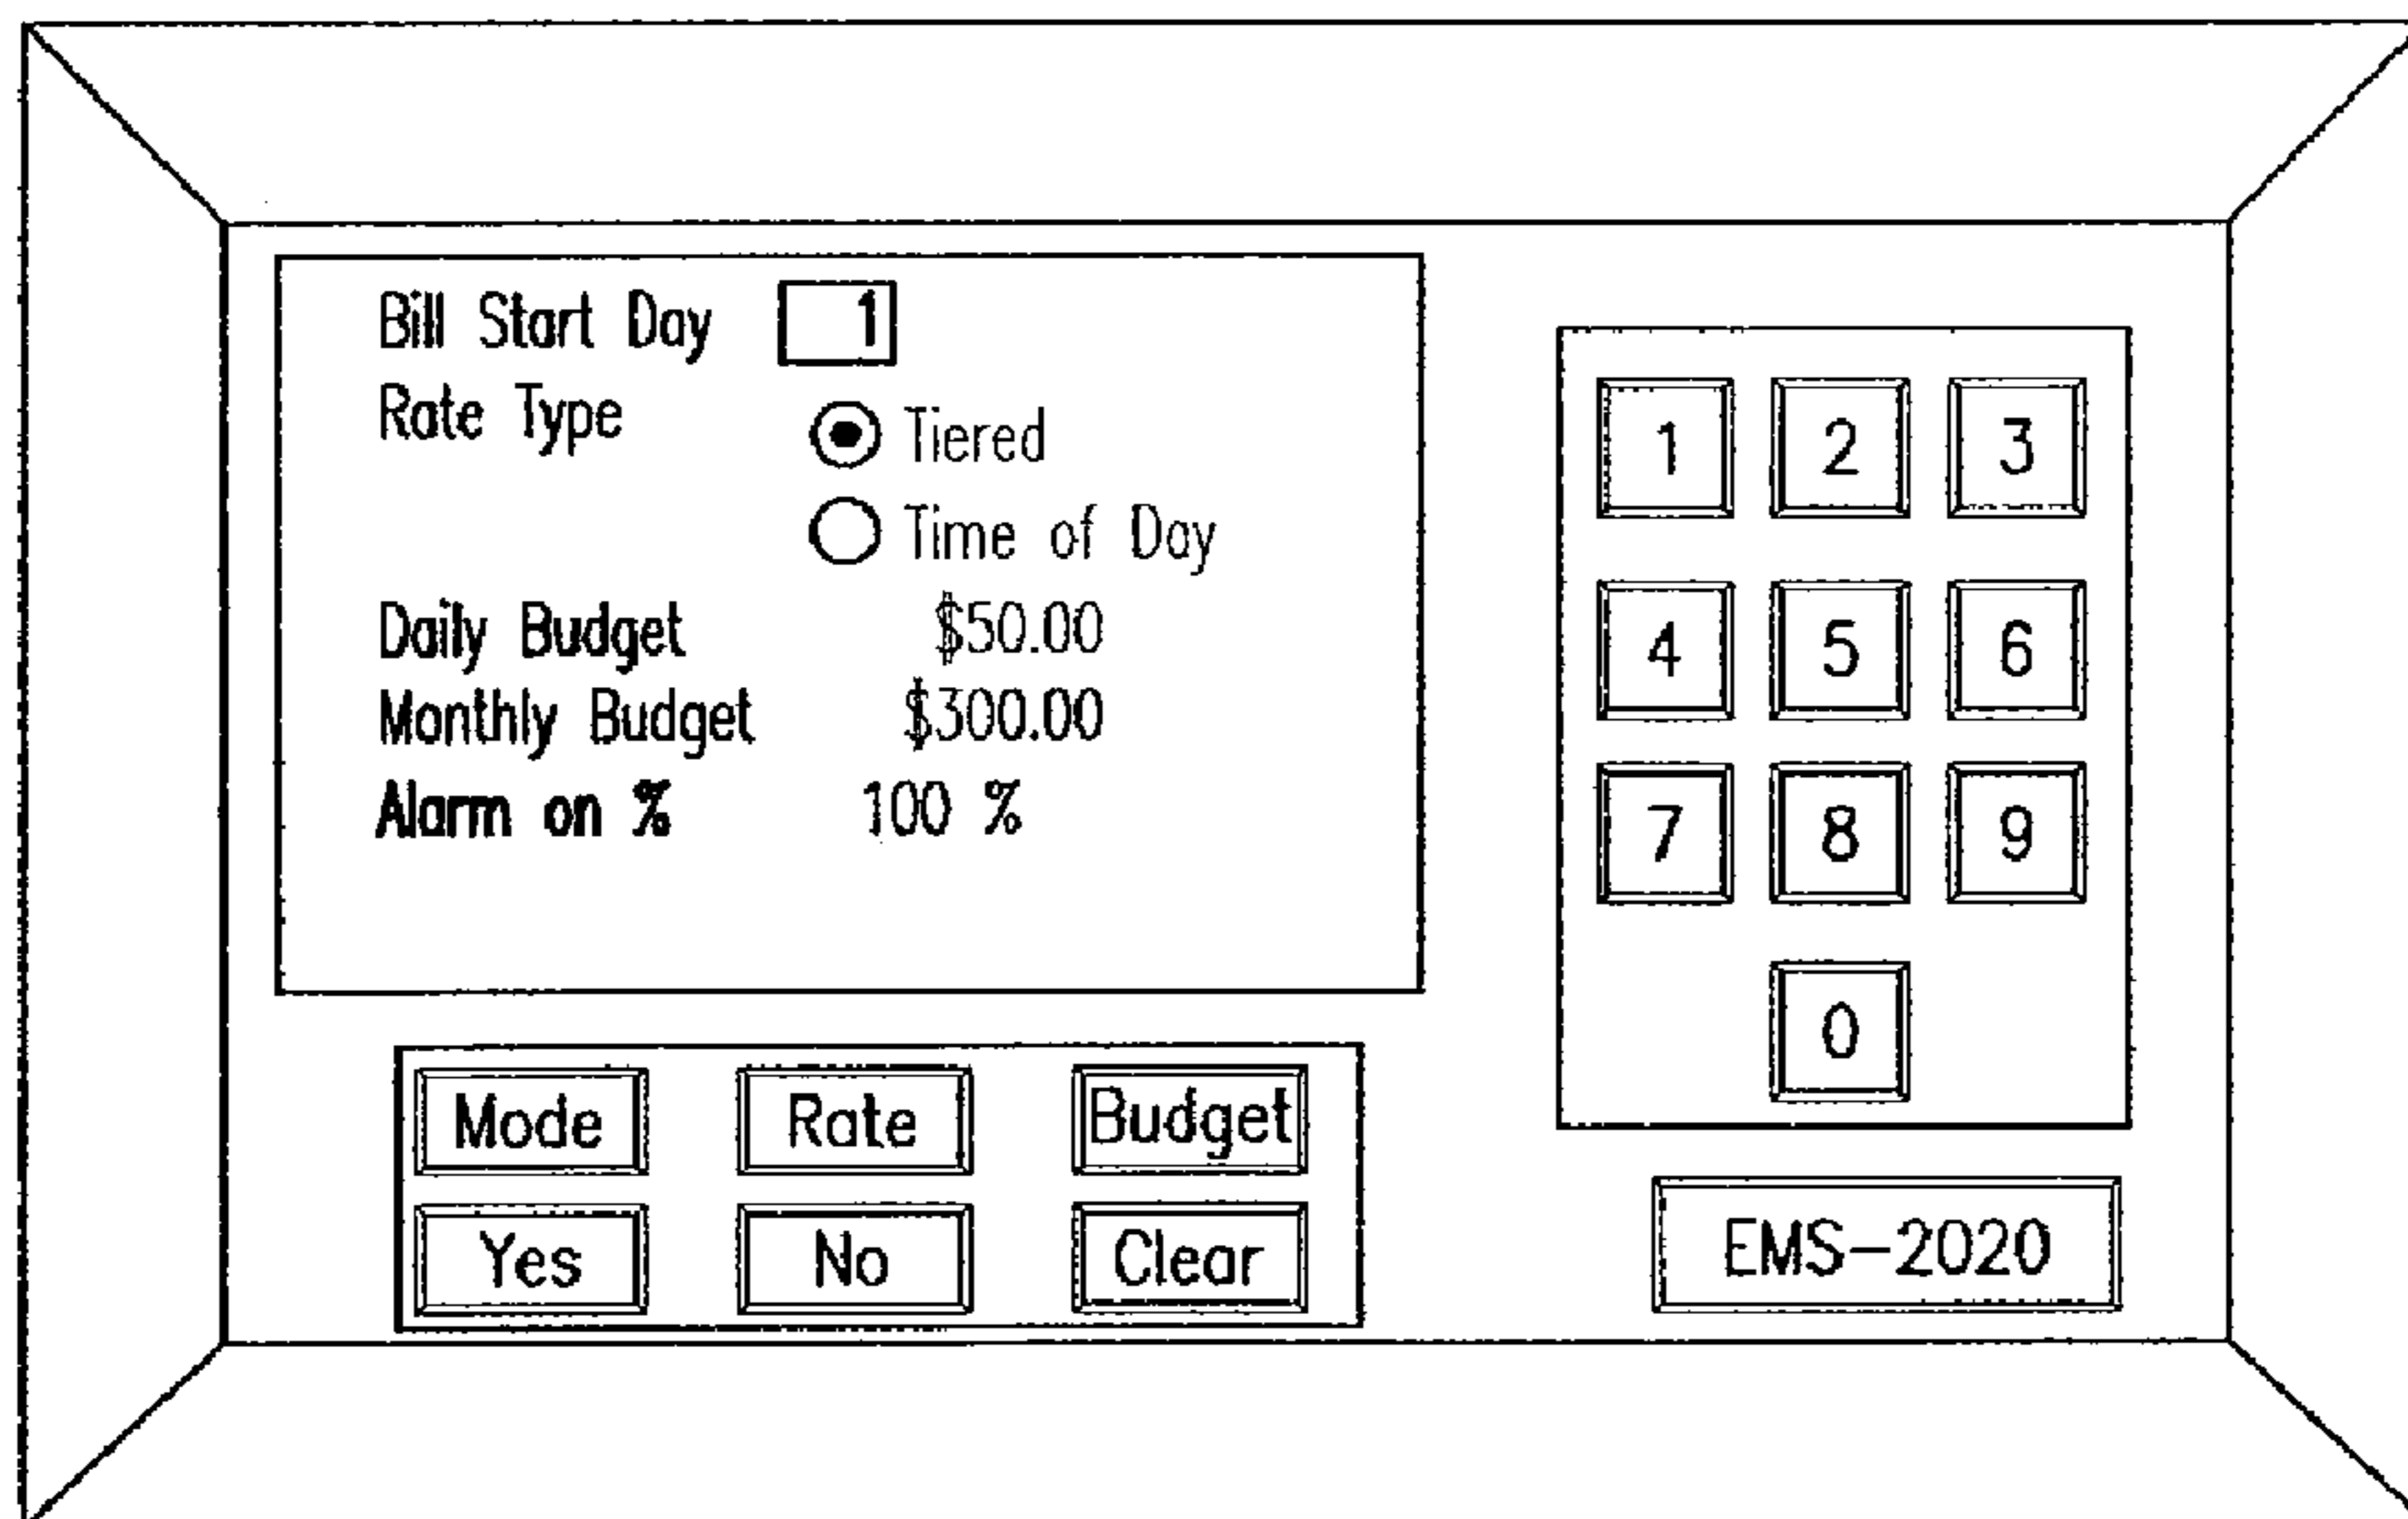 Bill Start Day 1
Rate Type
Tiered
Time of Day
Daily Budget $50.00
Monthly Budget $300.00
Alarm on % 100 %
1 2 3
4 5 6
7 8 9
0
Mode Rate Budget
Yes No Clear
EMS-2020